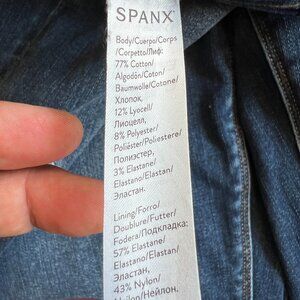 SPANX®
Body/Cuerpo/Corps
/Corpetto/Лиф:
77% Cotton/
Algodón/Coton/
Baumwolle/Cotone/
Хлопок,
12% Lyocell/
Лиоцелл,
8% Polyester/
Poliéster/Poliestere/
Полиэстер,
3% Elastane/
Elastano/Elastan/
Эластан.
Lining/Forro/
Doublure/Futter/
Fodera/Подкладка:
57% Elastane/
Elastano/Elastan/
Эластан,
43% Nylon/